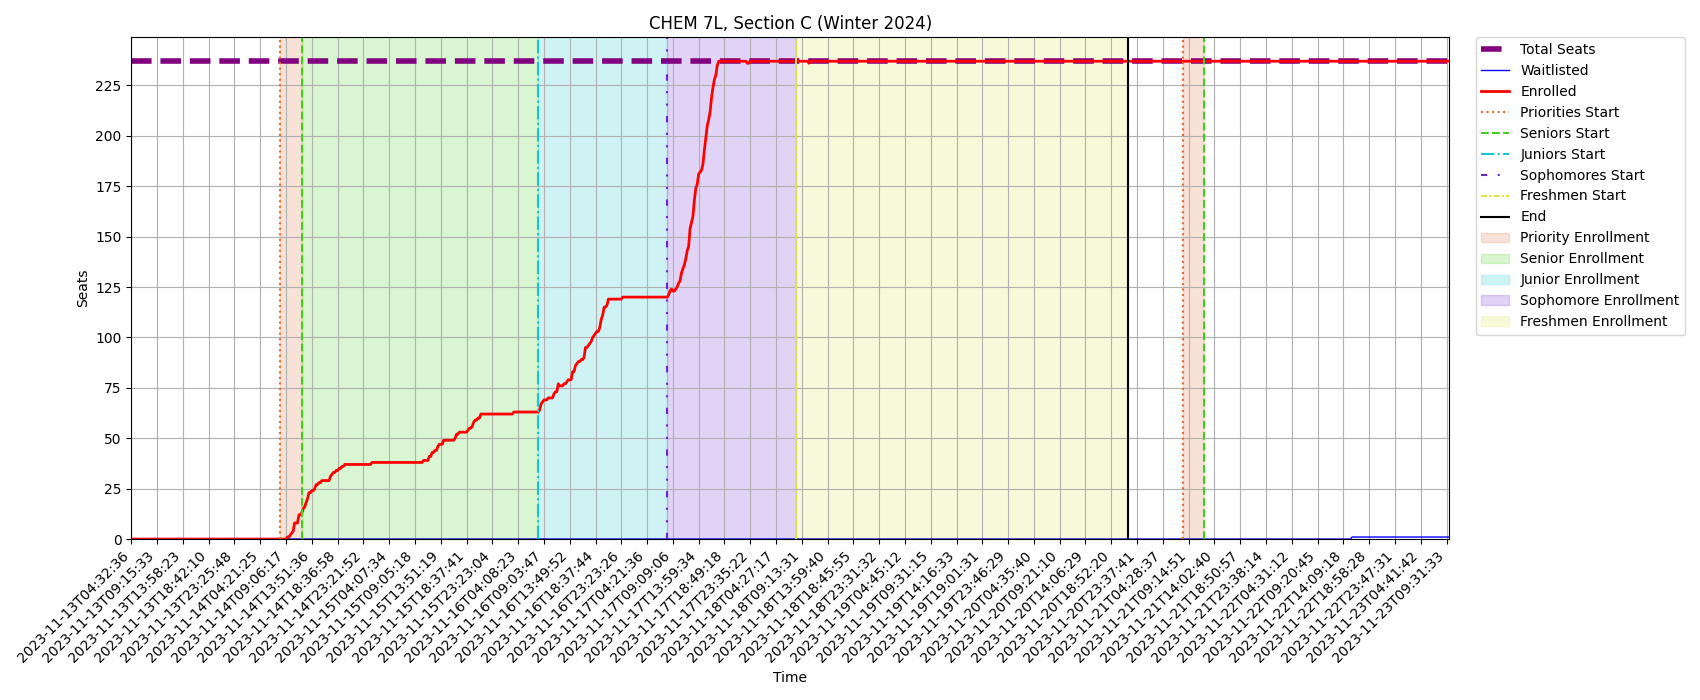 CHEM 7L, Section C (Winter 2024)
Total Seats
Waitlisted
Enrolled
Priorities Start
Seniors Start
Juniors Start
Sophomores Start
Freshmen Start
End
Priority Enrollment
Senior Enrollment
Junior Enrollment
Sophomore Enrollment
Freshmen Enrollment
Seats
225
200
175
150
125
100
75
50
25
0
2023-11-13T04:32:36
2023-11-13T09:15:33
2023-11-13T13:58:23
2023-11-13T18:42:10
2023-11-13T23:25:48
2023-11-14T04:21:25
2023-11-14T09:06:17
2023-11-14T13:51:36
2023-11-14T18:36:58
2023-11-14T23:21:52
2023-11-15T04:07:34
2023-11-15T09:05:18
2023-11-15T13:51:19
2023-11-15T18:37:41
2023-11-15T23:23:04
2023-11-16T04:08:23
2023-11-16T09:03:47
2023-11-16T13:49:52
2023-11-16T18:37:44
2023-11-16T23:23:26
2023-11-17T04:21:36
2023-11-17T09:09:06
2023-11-17T13:59:34
2023-11-17T18:49:18
2023-11-17T23:35:22
2023-11-18T04:27:17
2023-11-18T09:13:31
2023-11-18T13:59:40
2023-11-18T18:45:55
2023-11-18T23:31:32
2023-11-19T04:45:12
2023-11-19T09:31:15
2023-11-19T14:16:33
2023-11-19T19:01:31
2023-11-19T23:46:29
2023-11-20T04:35:40
2023-11-20T09:21:10
2023-11-20T14:06:29
2023-11-20T18:52:20
2023-11-20T23:37:41
2023-11-21T04:28:37
2023-11-21T09:14:51
2023-11-21T14:02:40
2023-11-21T18:50:57
2023-11-21T23:38:14
2023-11-22T04:31:12
2023-11-22T09:20:45
2023-11-22T14:09:18
2023-11-22T18:58:28
2023-11-22T23:47:31
2023-11-23T04:41:42
2023-11-23T09:31:33
Time